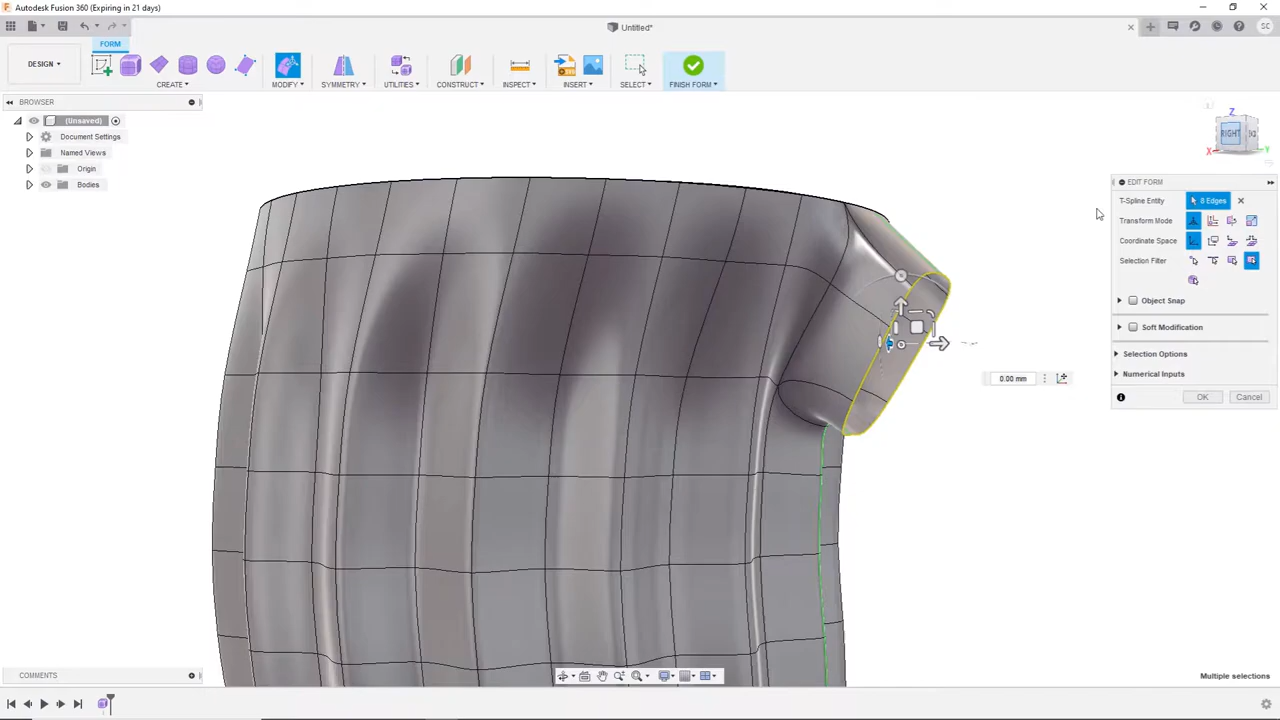 Autodesk Fusion 360 (Expiring in 21 days)
Untitled*
SC
FORM
DESIGN
CREATE
MODIFY
SYMMETRY
UTILITIES
CONSTRUCT
INSPECT
INSERT
SELECT
FINISH FORM
BROWSER
(Unsaved)
Document Settings
Named Views
Origin
Bodies
Z
RIGHT
X
Y
EDIT FORM
T-Spline Entity
8 Edges
Transform Mode
Coordinate Space
Selection Filter
Object Snap
Soft Modification
Selection Options
Numerical Inputs
OK
Cancel
0.00 mm
COMMENTS
Multiple selections